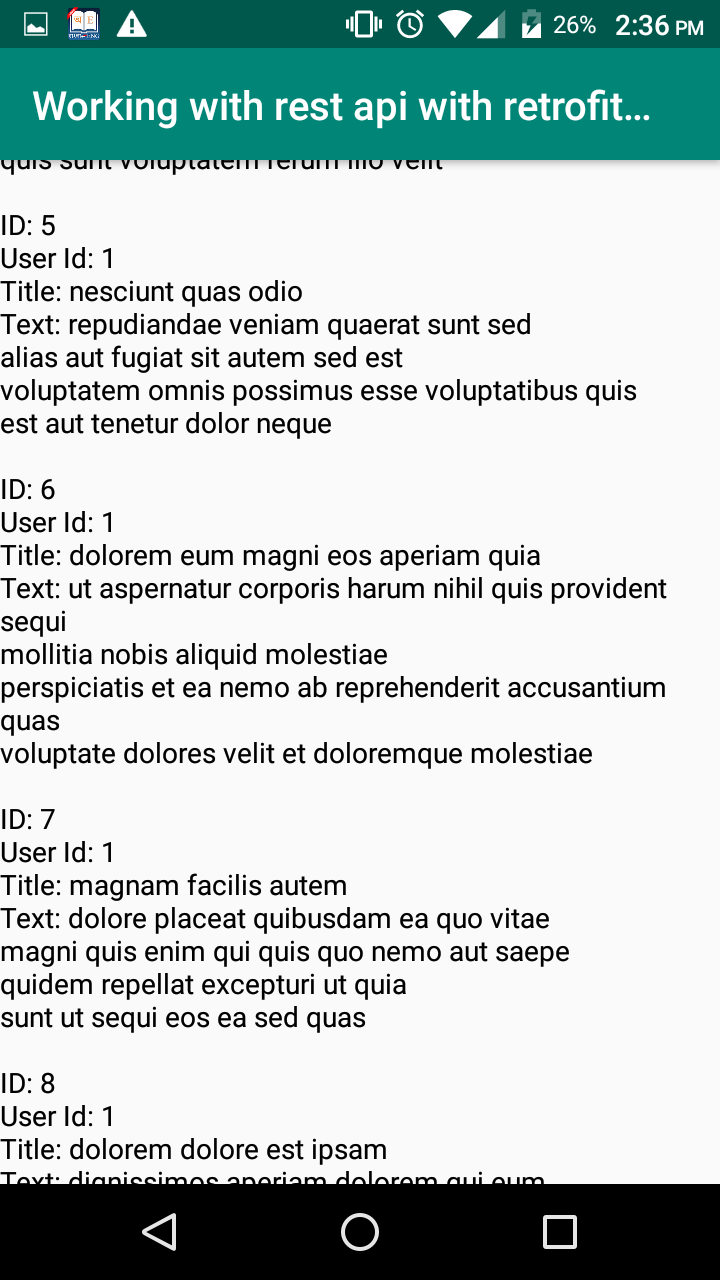 26% 2:36 PM
Working with rest api with retrofit...
quis sunt voluptatem rerum illo velit
ID: 5
User Id: 1
Title: nesciunt quas odio
Text: repudiandae veniam quaerat sunt sed
alias aut fugiat sit autem sed est
voluptatem omnis possimus esse voluptatibus quis
est aut tenetur dolor neque
ID: 6
User Id: 1
Title: dolorem eum magni eos aperiam quia
Text: ut aspernatur corporis harum nihil quis provident
sequi
mollitia nobis aliquid molestiae
perspiciatis et ea nemo ab reprehenderit accusantium
quas
voluptate dolores velit et doloremque molestiae
ID: 7
User Id: 1
Title: magnam facilis autem
Text: dolore placeat quibusdam ea quo vitae
magni quis enim qui quis quo nemo aut saepe
quidem repellat excepturi ut quia
sunt ut sequi eos ea sed quas
ID: 8
User Id: 1
Title: dolorem dolore est ipsam
Text: dignissimos aperiam dolorem qui eum